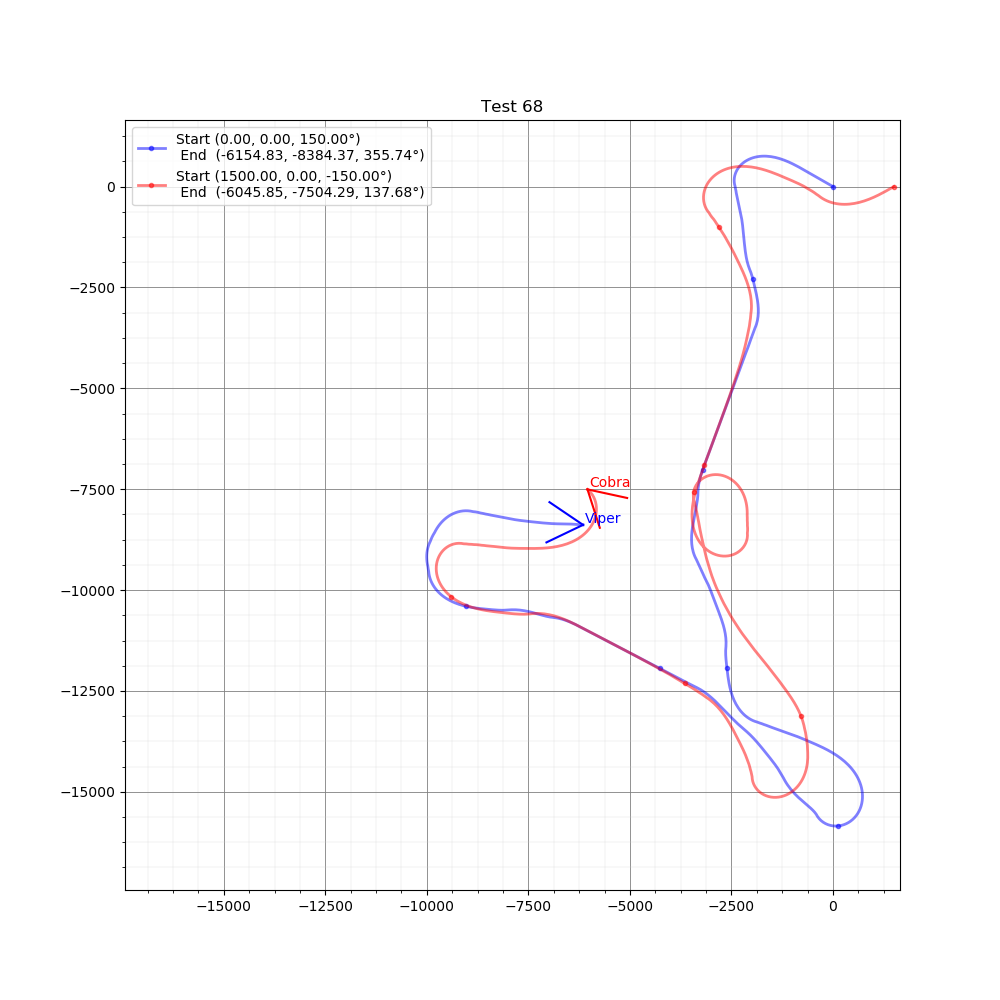 Test 68
Start (0.00, 0.00, 150.00°)
End  (-6154.83, -8384.37, 355.74°)
Start (1500.00, 0.00, -150.00°)
End  (-6045.85, -7504.29, 137.68°)
0
−2500
−5000
−7500
−10000
−12500
−15000
Cobra
Viper
−15000 −12500 −10000 −7500 −5000 −2500 0